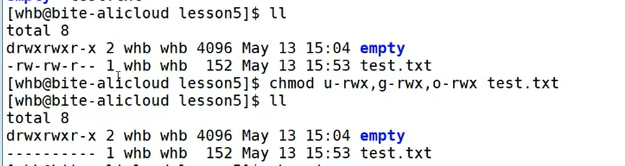 [whb@bite-alicloud lesson5]$ ll
total 8
drwxrwxr-x 2 whb whb 4096 May 13 15:04 empty
-rw-rw-r-- 1 whb whb  152 May 13 15:53 test.txt
[whb@bite-alicloud lesson5]$ chmod u-rwx,g-rwx,o-rwx test.txt
[whb@bite-alicloud lesson5]$ ll
total 8
drwxrwxr-x 2 whb whb 4096 May 13 15:04 empty
---------- 1 whb whb  152 May 13 15:53 test.txt